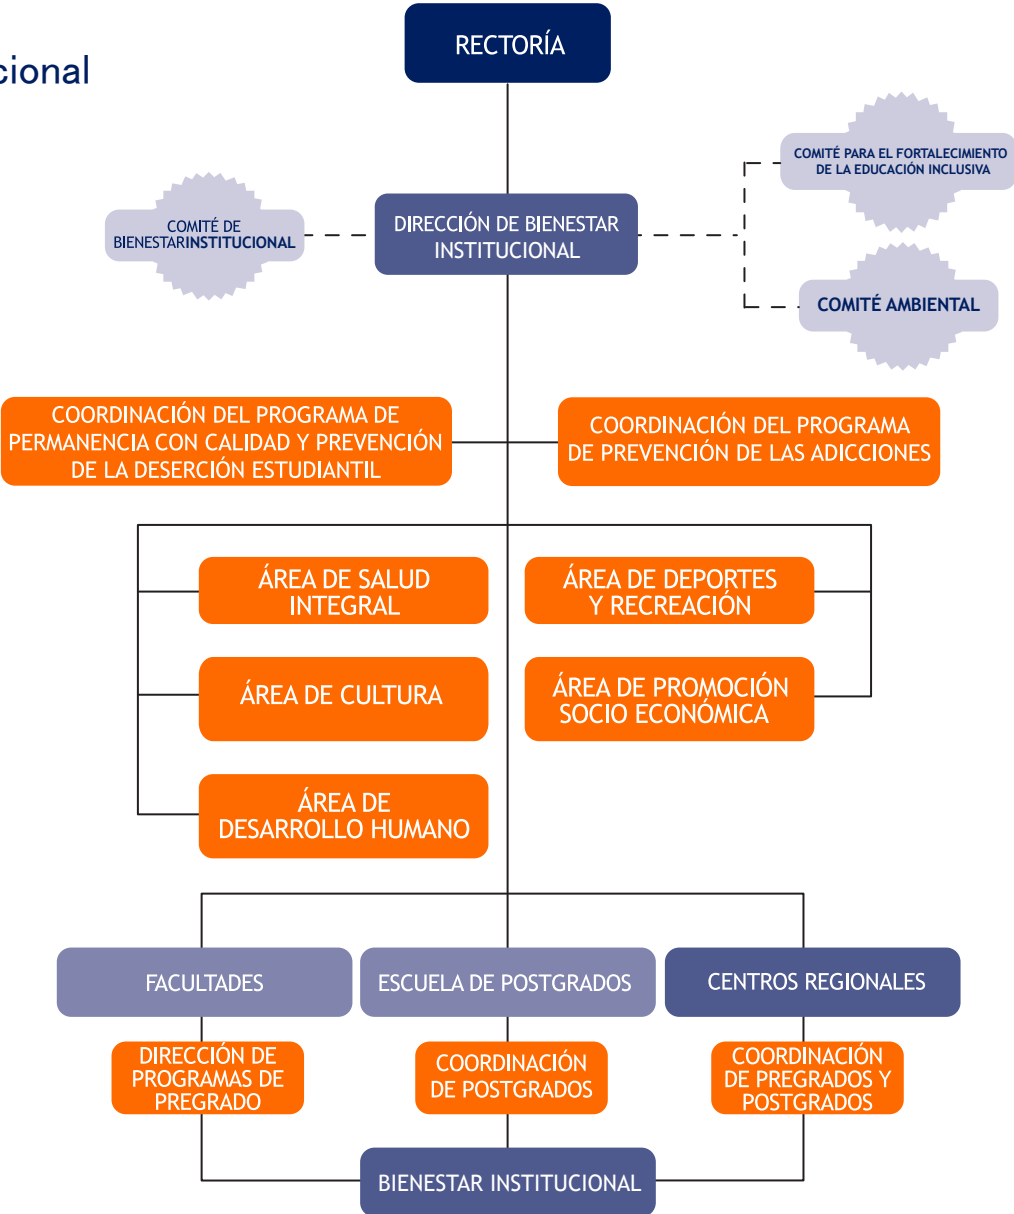 cional
RECTORÍA
COMITÉ PARA EL FORTALECIMIENTO
DE LA EDUCACIÓN INCLUSIVA
COMITÉ DE
BIENESTARINSTITUCIONAL
DIRECCIÓN DE BIENESTAR
INSTITUCIONAL
COMITÉ AMBIENTAL
COORDINACIÓN DEL PROGRAMA DE
PERMANENCIA CON CALIDAD Y PREVENCIÓN
DE LA DESERCIÓN ESTUDIANTIL
COORDINACIÓN DEL PROGRAMA
DE PREVENCIÓN DE LAS ADICCIONES
ÁREA DE SALUD
INTEGRAL
ÁREA DE DEPORTES
Y RECREACIÓN
ÁREA DE CULTURA
ÁREA DE PROMOCIÓN
SOCIO ECONÓMICA
ÁREA DE
DESARROLLO HUMANO
FACULTADES
ESCUELA DE POSTGRADOS
CENTROS REGIONALES
DIRECCIÓN DE
PROGRAMAS DE
PREGRADO
COORDINACIÓN
DE POSTGRADOS
COORDINACIÓN
DE PREGRADOS Y
POSTGRADOS
BIENESTAR INSTITUCIONAL